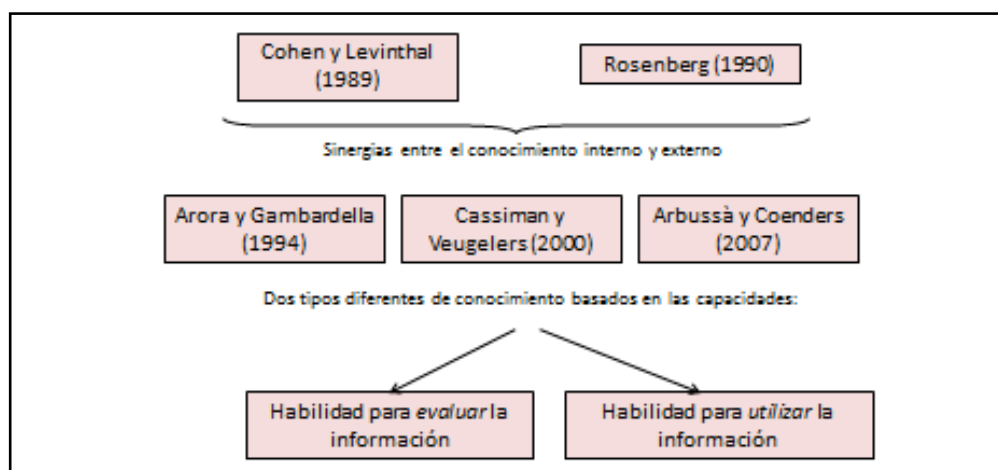 Cohen y Levinthal
(1989)
Rosenberg (1990)
Sinergias entre el conocimiento interno y externo
Arora y Gambardella
(1994)
Cassiman y
Veugelers (2000)
Arbussà y Coenders
(2007)
Dos tipos diferentes de conocimiento basados en las capacidades:
Habilidad para evaluar la
información
Habilidad para utilizar la
información